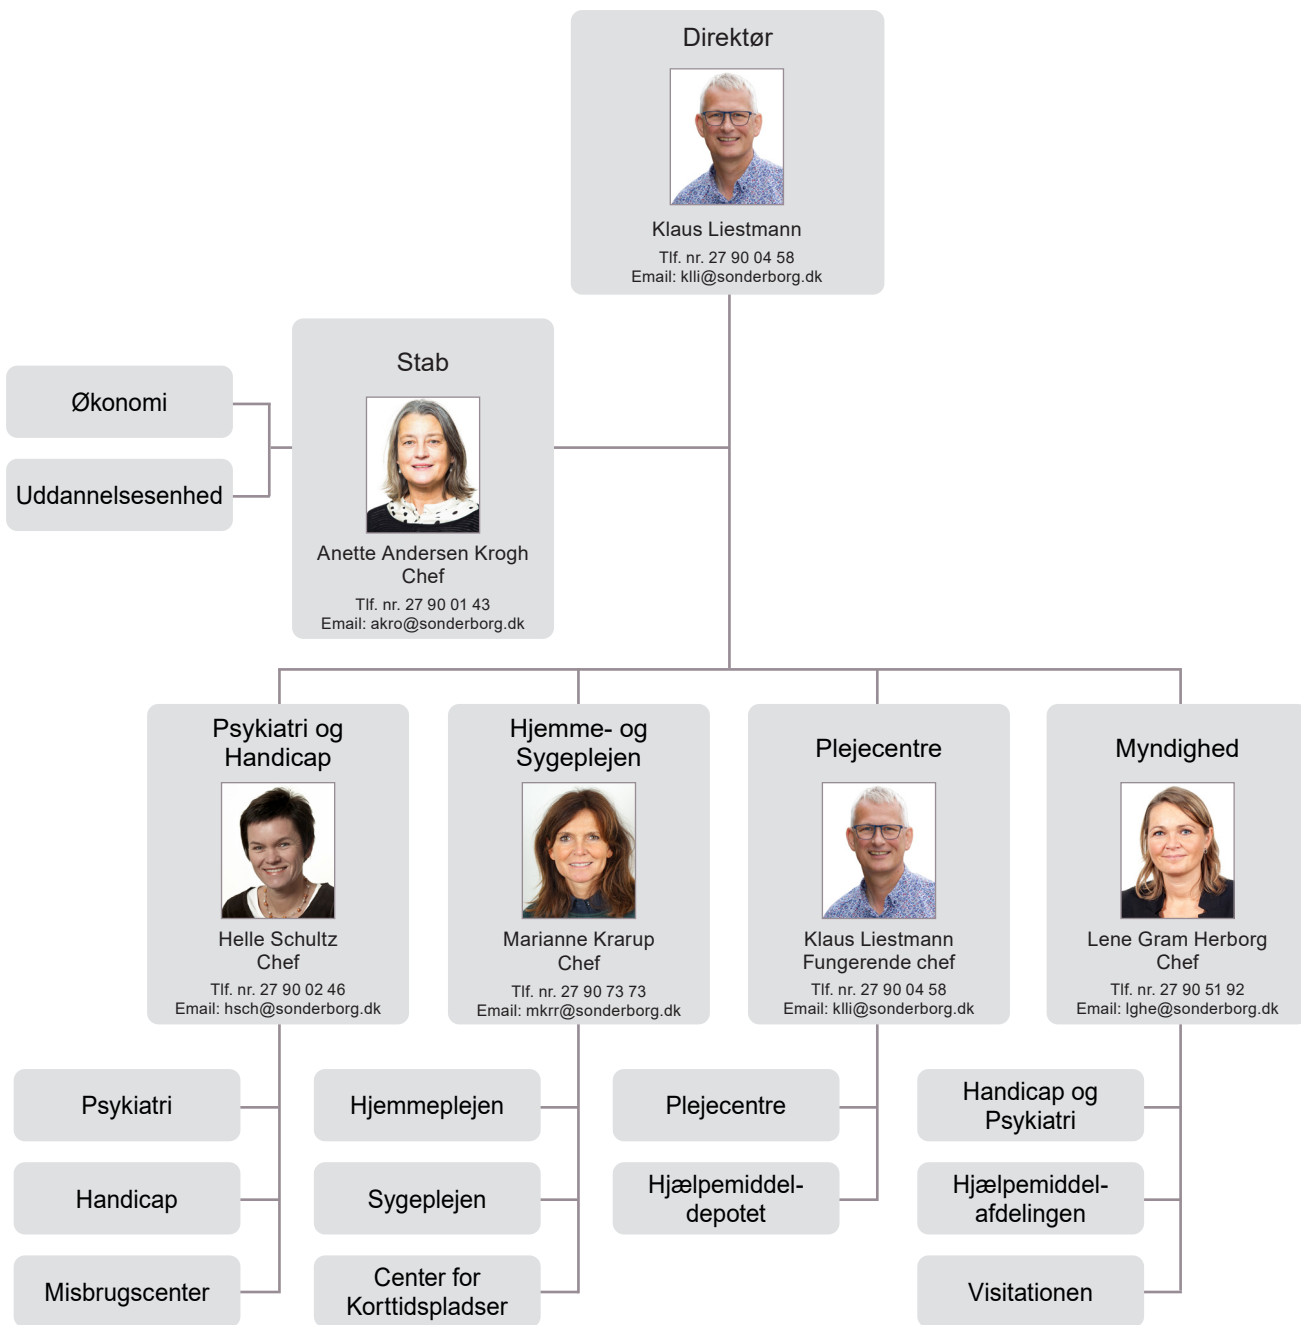 Direktør
Klaus Liestmann
Tlf. nr. 27 90 04 58
Email: klli@sonderborg.dk
Stab
Anette Andersen Krogh
Chef
Tlf. nr. 27 90 01 43
Email: akro@sonderborg.dk
Økonomi
Uddannelsesenhed
Psykiatri og
Handicap
Helle Schultz
Chef
Tlf. nr. 27 90 02 46
Email: hsch@sonderborg.dk
Psykiatri
Handicap
Misbrugscenter
Hjemme- og
Sygeplejen
Marianne Krarup
Chef
Tlf. nr. 27 90 73 73
Email: mkrr@sonderborg.dk
Hjemmeplejen
Sygeplejen
Center for
Korttidspladser
Plejecentre
Klaus Liestmann
Fungerende chef
Tlf. nr. 27 90 04 58
Email: klli@sonderborg.dk
Plejecentre
Hjælpemiddel-
depotet
Myndighed
Lene Gram Herborg
Chef
Tlf. nr. 27 90 51 92
Email: lghe@sonderborg.dk
Handicap og
Psykiatri
Hjælpemiddel-
afdelingen
Visitationen